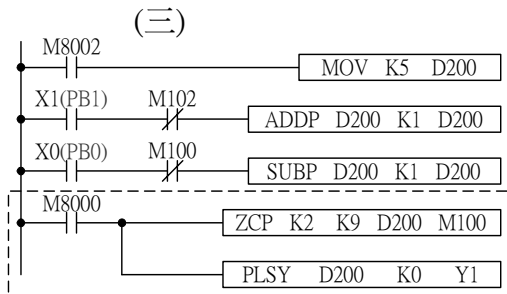 (三)
M8002
MOV K5 D200
X1(PB1) M102
ADDP D200 K1 D200
X0(PB0) M100
SUBP D200 K1 D200
M8000
ZCP K2 K9 D200 M100
PLSY D200 K0 Y1